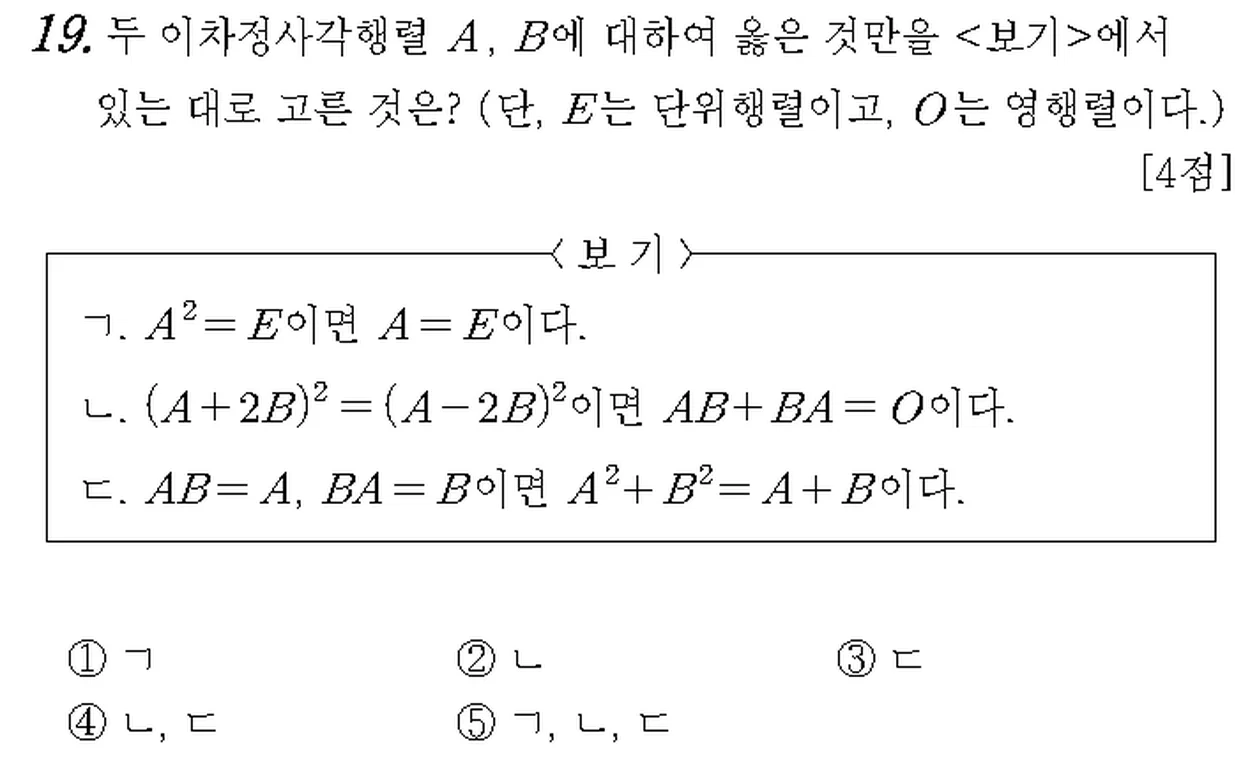 19. 두 이차정사각행렬 A, B에 대하여 옳은 것만을 <보기>에서
있는 대로 고른 것은? (단, E는 단위행렬이고, O는 영행렬이다.)
[4점]
〈보 기〉
ㄱ. A² = E이면 A = E이다.
ㄴ. (A+2B)² = (A-2B)²이면 AB+BA = O이다.
ㄷ. AB = A, BA = B이면 A²+B² = A+B이다.
① ㄱ ② ㄴ ③ ㄷ
④ ㄴ, ㄷ ⑤ ㄱ, ㄴ, ㄷ